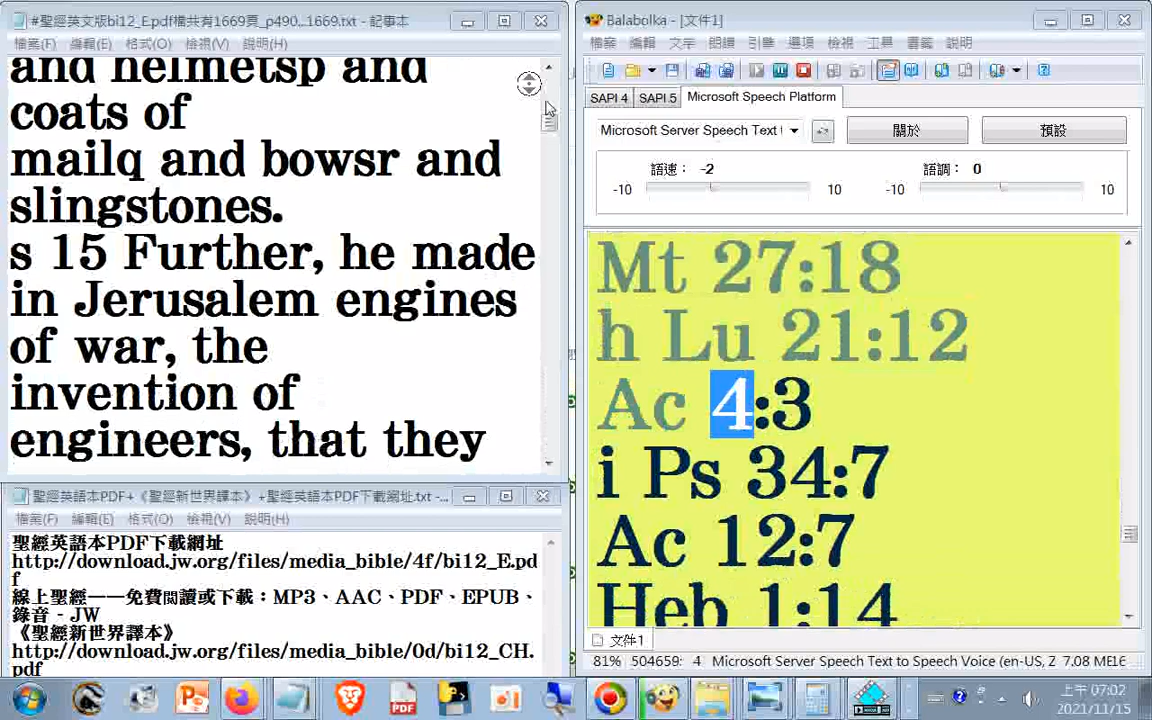 #聖經英文版bi12_E.pdf橫共有1669頁_p490,..1669.txt - 記事本
檔案(F) 編輯(E) 格式(O) 檢視(V) 說明(H)
and helmetsp and
coats of
mailq and bowsr and
slingstones.
s 15 Further, he made
in Jerusalem engines
of war, the
invention of
engineers, that they
聖經英語本PDF+《聖經新世界譯本》+聖經英語本PDF下載網址.txt - ...
檔案(F) 編輯(E) 格式(O) 檢視(V) 說明(H)
聖經英語本PDF下載網址
http://download.jw.org/files/media_bible/4f/bi12_E.pd
f
線上聖經——免費閱讀或下載：MP3、AAC、PDF、EPUB、
錄音 - JW
《聖經新世界譯本》
http://download.jw.org/files/media_bible/0d/bi12_CH.
pdf
Balabolka - [文件1]
檔案 編輯 文字 朗讀 引擎 選項 檢視 工具 書籤 說明
SAPI 4 SAPI 5 Microsoft Speech Platform
Microsoft Server Speech Text t 關於 預設
語速： -2 語調： 0
-10 10 -10 10
Mt 27:18
h Lu 21:12
Ac 4:3
i Ps 34:7
Ac 12:7
Heb 1:14
文件1
81% 504659: 4 Microsoft Server Speech Text to Speech Voice (en-US, Z 7.08 ME16
上午 07:02
2021/11/15